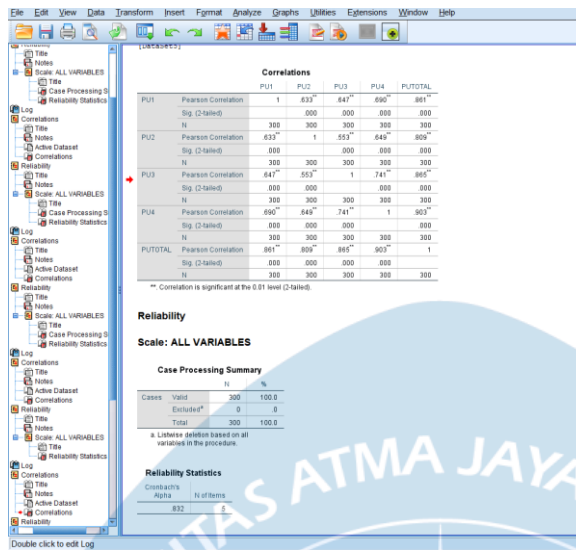 File Edit View Data Transform Insert Format Analyze Graphs Utilities Extensions Window Help
Title
Notes
Scale: ALL VARIABLES
Title
Case Processing S
Reliability Statistics
Log
Correlations
Title
Notes
Active Dataset
Correlations
Reliability
Title
Notes
Scale: ALL VARIABLES
Title
Case Processing S
Reliability Statistics
Log
Correlations
Title
Notes
Active Dataset
Correlations
Reliability
Title
Notes
Scale: ALL VARIABLES
Title
Case Processing S
Reliability Statistics
Log
Correlations
Title
Notes
Active Dataset
Correlations
Reliability
Title
Notes
Scale: ALL VARIABLES
Title
Reliability Statistics
Log
Correlations
Title
Notes
Active Dataset
Correlations
Reliability
Correlations
PU1 PU2 PU3 PU4 PUTOTAL
PU1 Pearson Correlation 1 .633** .647** .690** .861**
Sig. (2-tailed) .000 .000 .000 .000
N 300 300 300 300 300
PU2 Pearson Correlation .633** 1 .553** .649** .809**
Sig. (2-tailed) .000 .000 .000 .000
N 300 300 300 300 300
PU3 Pearson Correlation .647** .553** 1 .741** .865**
Sig. (2-tailed) .000 .000 .000 .000
N 300 300 300 300 300
PU4 Pearson Correlation .690** .649** .741** 1 .903**
Sig. (2-tailed) .000 .000 .000 .000
N 300 300 300 300 300
PUTOTAL Pearson Correlation .861** .809** .865** .903** 1
Sig. (2-tailed) .000 .000 .000 .000
N 300 300 300 300 300
**. Correlation is significant at the 0.01 level (2-tailed).
Reliability
Scale: ALL VARIABLES
Case Processing Summary
N %
Cases Valid 300 100.0
Excludedᵃ 0 .0
Total 300 100.0
a. Listwise deletion based on all
variables in the procedure.
Reliability Statistics
Cronbach's
Alpha N of Items
.832 5
ITAS ATMA JAYA
Double click to edit Log